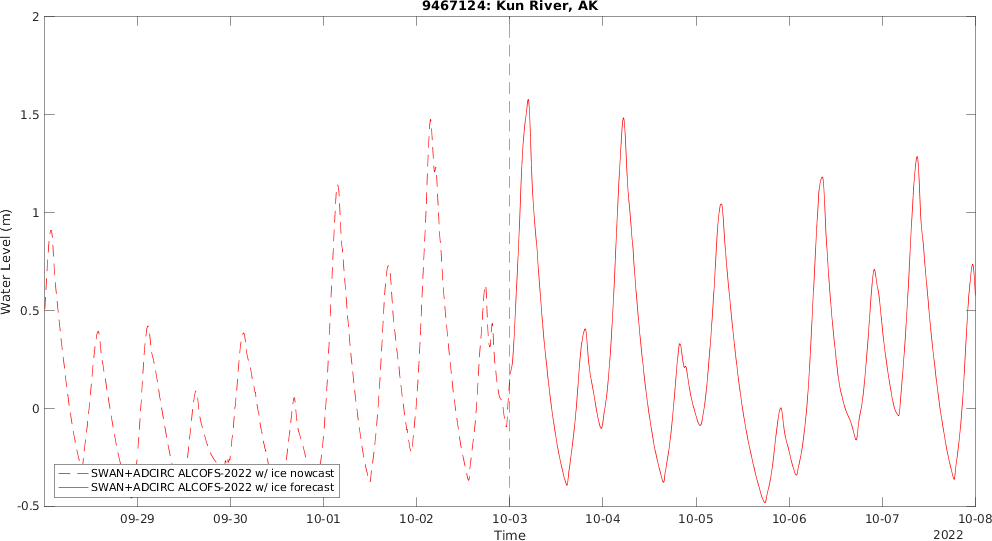 9467124: Kun River, AK
2
1.5
1
0.5
0
-0.5
Water Level (m)
SWAN+ADCIRC ALCOFS-2022 w/ ice nowcast
SWAN+ADCIRC ALCOFS-2022 w/ ice forecast
09-29 09-30 10-01 10-02 10-03 10-04 10-05 10-06 10-07 10-08
Time
2022